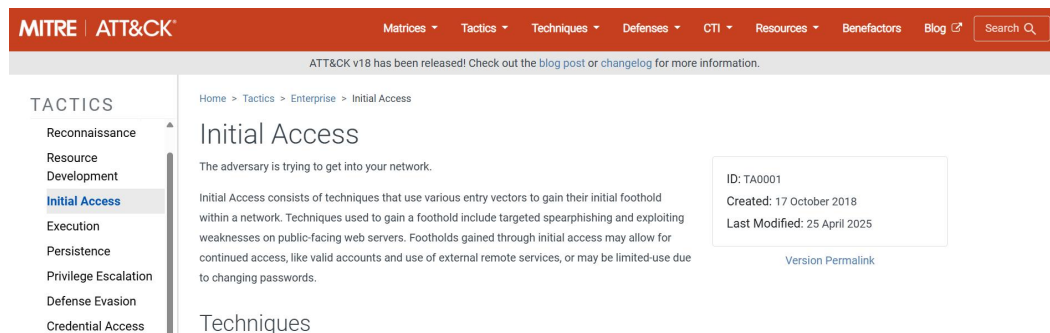 MITRE | ATT&CK®
Matrices Tactics Techniques Defenses CTI Resources Benefactors Blog Search
ATT&CK v18 has been released! Check out the blog post or changelog for more information.
TACTICS
Reconnaissance
Resource
Development
Initial Access
Execution
Persistence
Privilege Escalation
Defense Evasion
Credential Access
Home > Tactics > Enterprise > Initial Access
Initial Access
The adversary is trying to get into your network.
Initial Access consists of techniques that use various entry vectors to gain their initial foothold
within a network. Techniques used to gain a foothold include targeted spearphishing and exploiting
weaknesses on public-facing web servers. Footholds gained through initial access may allow for
continued access, like valid accounts and use of external remote services, or may be limited-use due
to changing passwords.
ID: TA0001
Created: 17 October 2018
Last Modified: 25 April 2025
Version Permalink
Techniques